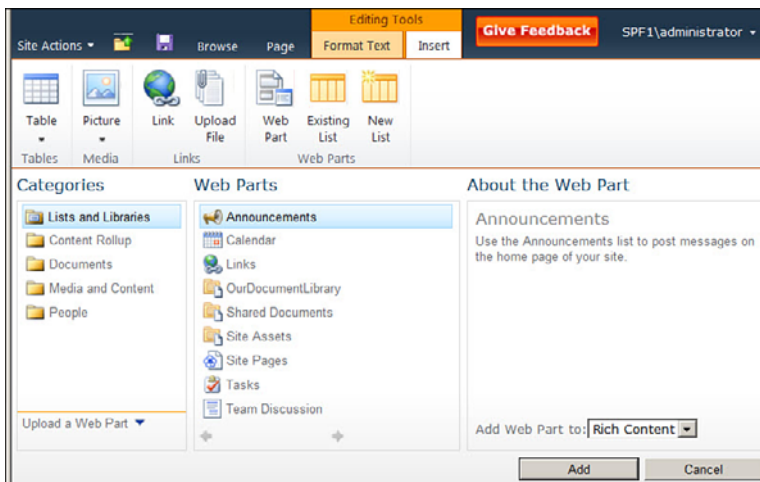 Editing Tools
Give Feedback
SPF1\administrator
Site Actions
Browse
Page
Format Text
Insert
Table
Picture
Link
Upload
File
Web
Part
Existing
List
New
List
Tables
Media
Links
Web Parts
Categories
Web Parts
About the Web Part
Lists and Libraries
Content Rollup
Documents
Media and Content
People
Upload a Web Part
Announcements
Calendar
Links
OurDocumentLibrary
Shared Documents
Site Assets
Site Pages
Tasks
Team Discussion
Announcements
Use the Announcements list to post messages on
the home page of your site.
Add Web Part to: Rich Content
Add
Cancel